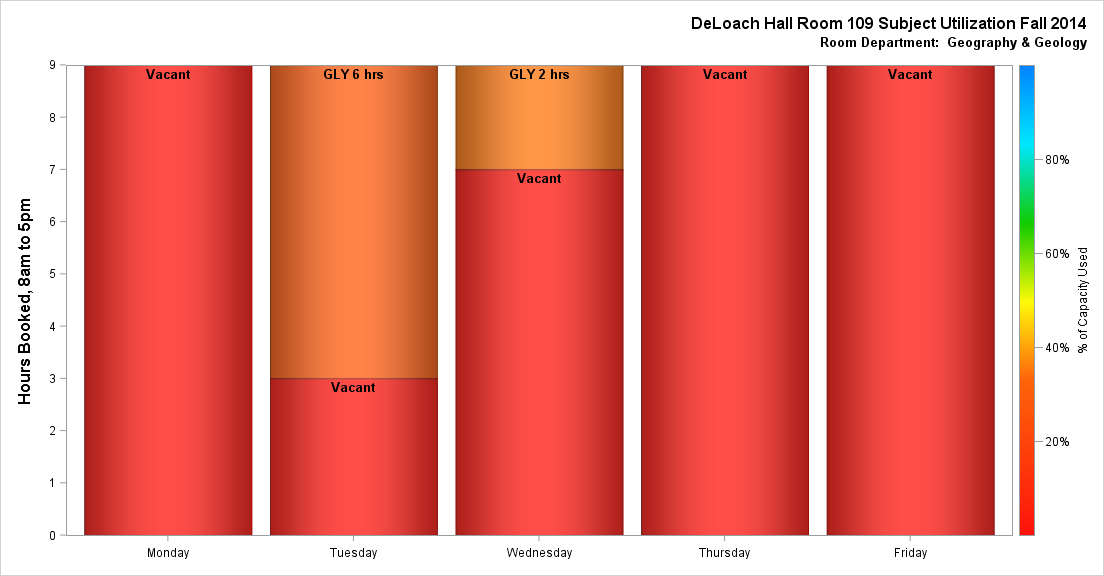 DeLoach Hall Room 109 Subject Utilization Fall 2014
Room Department:  Geography & Geology
Hours Booked, 8am to 5pm
9
8
7
6
5
4
3
2
1
0
Vacant
GLY 6 hrs
Vacant
GLY 2 hrs
Vacant
Vacant
Vacant
Monday
Tuesday
Wednesday
Thursday
Friday
80%
60%
40%
20%
% of Capacity Used